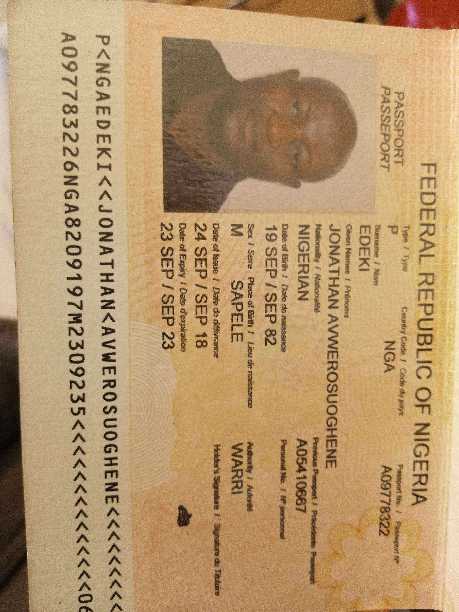 FEDERAL REPUBLIC OF NIGERIA
PASSPORT
PASSEPORT
Type / Type
P
Country Code / Code du pays
NGA
Passport No. / Passeport N°
A09778322
Surname / Nom
EDEKI
Given Names / Prénoms
JONATHAN AVWEROSUOGHENE
Nationality / Nationalité
NIGERIAN
Previous Passport / Précédente Passeport
A05410667
Date of Birth / Date de naissance
19 SEP / SEP 82
Personal No. / N° personnel
Sex / Sexe Place of Birth / Lieu de naissance
M SAPELE
Authority / Autorité
WARRI
Date of Issue / Date de délivrance
24 SEP / SEP 18
Holder's Signature / Signature du Titulaire
Date of Expiry / Date d'expiration
23 SEP / SEP 23
P<NGAEDEKI<<JONATHAN<AVWEROSUOGHENE<<<<<<<<<
A097783226NGA8209197M2309235<<<<<<<<<<<<<<06